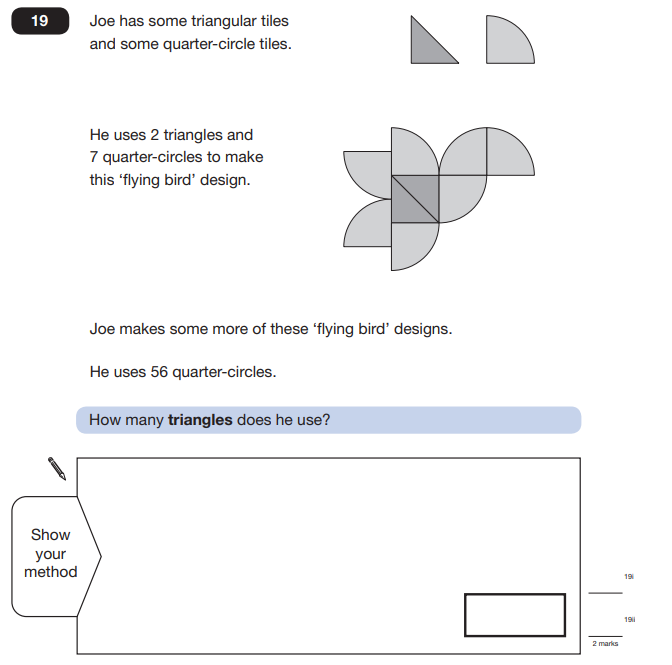 19
Joe has some triangular tiles
and some quarter-circle tiles.
He uses 2 triangles and
7 quarter-circles to make
this ‘flying bird’ design.
Joe makes some more of these ‘flying bird’ designs.
He uses 56 quarter-circles.
How many triangles does he use?
Show
your
method
19i
19ii
2 marks